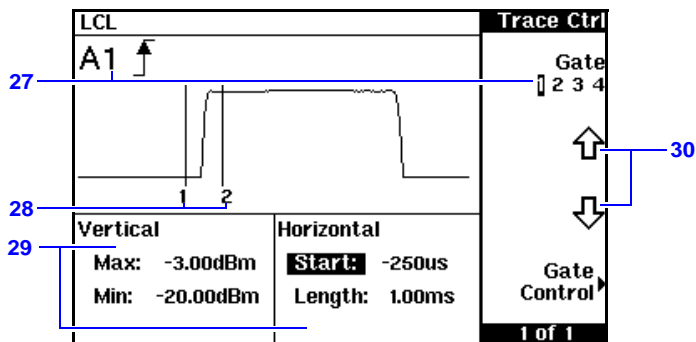 LCL
Trace Ctrl
A1
Gate
1 2 3 4
27
30
1 2
28
Vertical
Horizontal
29
Max: -3.00dBm
Start: -250us
Min: -20.00dBm
Length: 1.00ms
Gate
Control
1 of 1